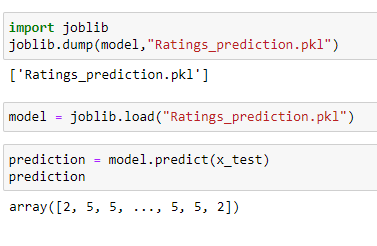 import joblib
joblib.dump(model,"Ratings_prediction.pkl")
['Ratings_prediction.pkl']
model = joblib.load("Ratings_prediction.pkl")
prediction = model.predict(x_test)
prediction
array([2, 5, 5, ..., 5, 5, 2])